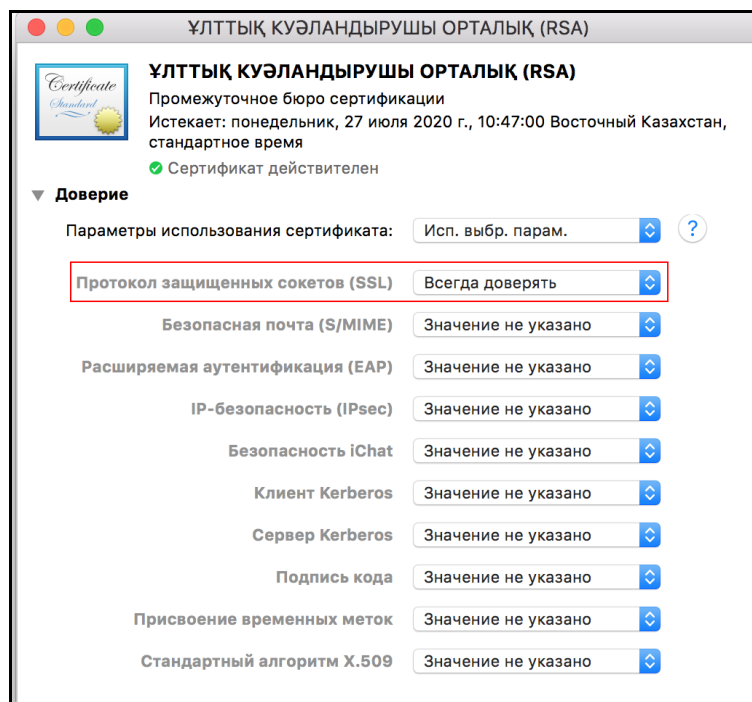 ҰЛТТЫҚ КУӘЛАНДЫРУШЫ ОРТАЛЫҚ (RSA)
Certificate
Standard
ҰЛТТЫҚ КУӘЛАНДЫРУШЫ ОРТАЛЫҚ (RSA)
Промежуточное бюро сертификации
Истекает: понедельник, 27 июля 2020 г., 10:47:00 Восточный Казахстан,
стандартное время
Сертификат действителен
Доверие
Параметры использования сертификата: Исп. выбр. парам. ?
Протокол защищенных сокетов (SSL) Всегда доверять
Безопасная почта (S/MIME) Значение не указано
Расширяемая аутентификация (EAP) Значение не указано
IP-безопасность (IPsec) Значение не указано
Безопасность iChat Значение не указано
Клиент Kerberos Значение не указано
Сервер Kerberos Значение не указано
Подпись кода Значение не указано
Присвоение временных меток Значение не указано
Стандартный алгоритм X.509 Значение не указано